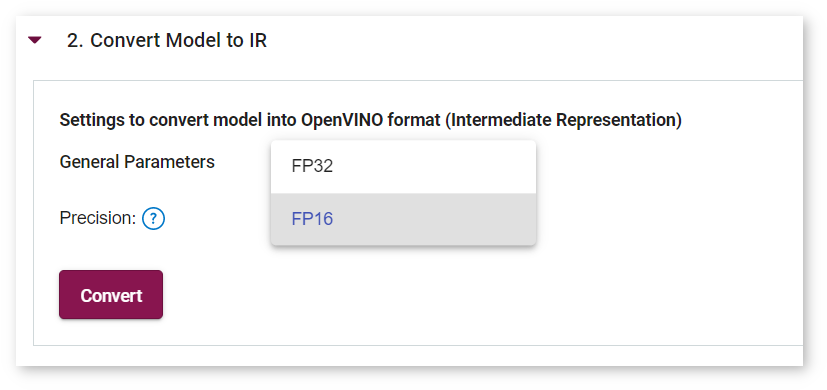 2. Convert Model to IR
Settings to convert model into OpenVINO format (Intermediate Representation)
General Parameters
FP32
Precision: ?
FP16
Convert